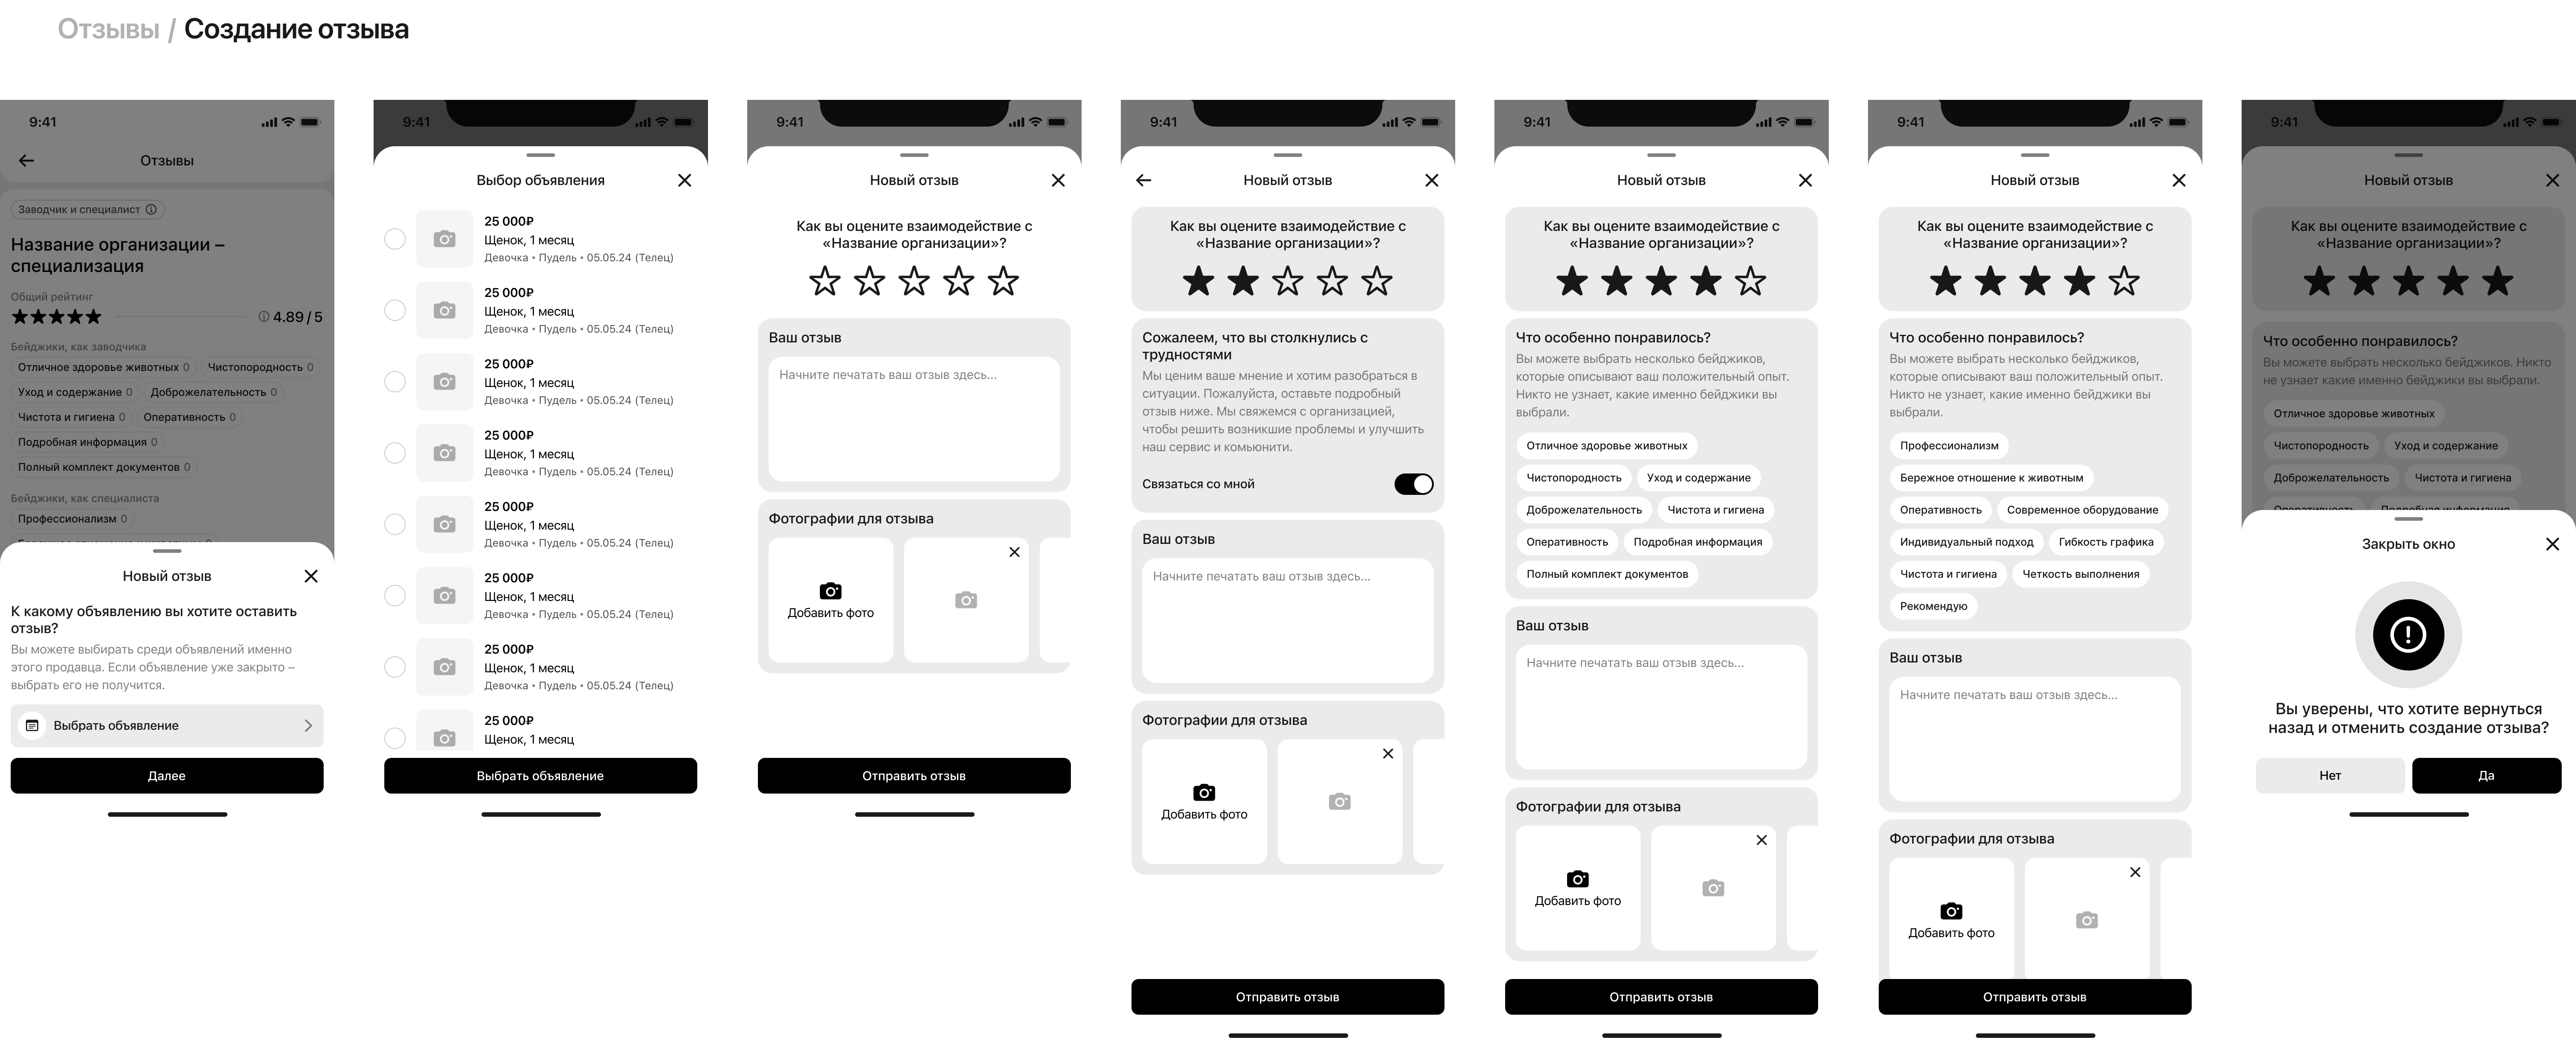 Отзывы / Создание отзыва
9:41
Отзывы
Заводчик и специалист
Название организации –
специализация
Общий рейтинг
4.89 / 5
Бейджики, как заводчика
Отличное здоровье животных 0
Чистопородность 0
Уход и содержание 0
Доброжелательность 0
Чистота и гигиена 0
Оперативность 0
Подробная информация 0
Полный комплект документов 0
Бейджики, как специалиста
Профессионализм 0
Новый отзыв
К какому объявлению вы хотите оставить
отзыв?
Вы можете выбирать среди объявлений именно
этого продавца. Если объявление уже закрыто –
выбрать его не получится.
Выбрать объявление
Далее
9:41
Выбор объявления
25 000₽
Щенок, 1 месяц
Девочка • Пудель • 05.05.24 (Телец)
25 000₽
Щенок, 1 месяц
Девочка • Пудель • 05.05.24 (Телец)
25 000₽
Щенок, 1 месяц
Девочка • Пудель • 05.05.24 (Телец)
25 000₽
Щенок, 1 месяц
Девочка • Пудель • 05.05.24 (Телец)
25 000₽
Щенок, 1 месяц
Девочка • Пудель • 05.05.24 (Телец)
25 000₽
Щенок, 1 месяц
Девочка • Пудель • 05.05.24 (Телец)
25 000₽
Щенок, 1 месяц
Девочка • Пудель • 05.05.24 (Телец)
25 000₽
Щенок, 1 месяц
Выбрать объявление
9:41
Новый отзыв
Как вы оцените взаимодействие с
«Название организации»?
Ваш отзыв
Начните печатать ваш отзыв здесь...
Фотографии для отзыва
Добавить фото
Отправить отзыв
9:41
Новый отзыв
Как вы оцените взаимодействие с
«Название организации»?
Сожалеем, что вы столкнулись с
трудностями
Мы ценим ваше мнение и хотим разобраться в
ситуации. Пожалуйста, оставьте подробный
отзыв ниже. Мы свяжемся с организацией,
чтобы решить возникшие проблемы и улучшить
наш сервис и комьюнити.
Связаться со мной
Ваш отзыв
Начните печатать ваш отзыв здесь...
Фотографии для отзыва
Добавить фото
Отправить отзыв
9:41
Новый отзыв
Как вы оцените взаимодействие с
«Название организации»?
Что особенно понравилось?
Вы можете выбрать несколько бейджиков,
которые описывают ваш положительный опыт.
Никто не узнает, какие именно бейджики вы
выбрали.
Отличное здоровье животных
Чистопородность
Уход и содержание
Доброжелательность
Чистота и гигиена
Оперативность
Подробная информация
Полный комплект документов
Ваш отзыв
Начните печатать ваш отзыв здесь...
Фотографии для отзыва
Добавить фото
Отправить отзыв
9:41
Новый отзыв
Как вы оцените взаимодействие с
«Название организации»?
Что особенно понравилось?
Вы можете выбрать несколько бейджиков,
которые описывают ваш положительный опыт.
Никто не узнает, какие именно бейджики вы
выбрали.
Профессионализм
Бережное отношение к животным
Оперативность
Современное оборудование
Индивидуальный подход
Гибкость графика
Чистота и гигиена
Четкость выполнения
Рекомендую
Ваш отзыв
Начните печатать ваш отзыв здесь...
Фотографии для отзыва
Добавить фото
Отправить отзыв
9:41
Новый отзыв
Как вы оцените взаимодействие с
«Название организации»?
Что особенно понравилось?
Вы можете выбрать несколько бейджиков. Никто
не узнает какие именно бейджики вы выбрали.
Отличное здоровье животных
Чистопородность
Уход и содержание
Доброжелательность
Чистота и гигиена
Закрыть окно
Вы уверены, что хотите вернуться
назад и отменить создание отзыва?
Нет
Да